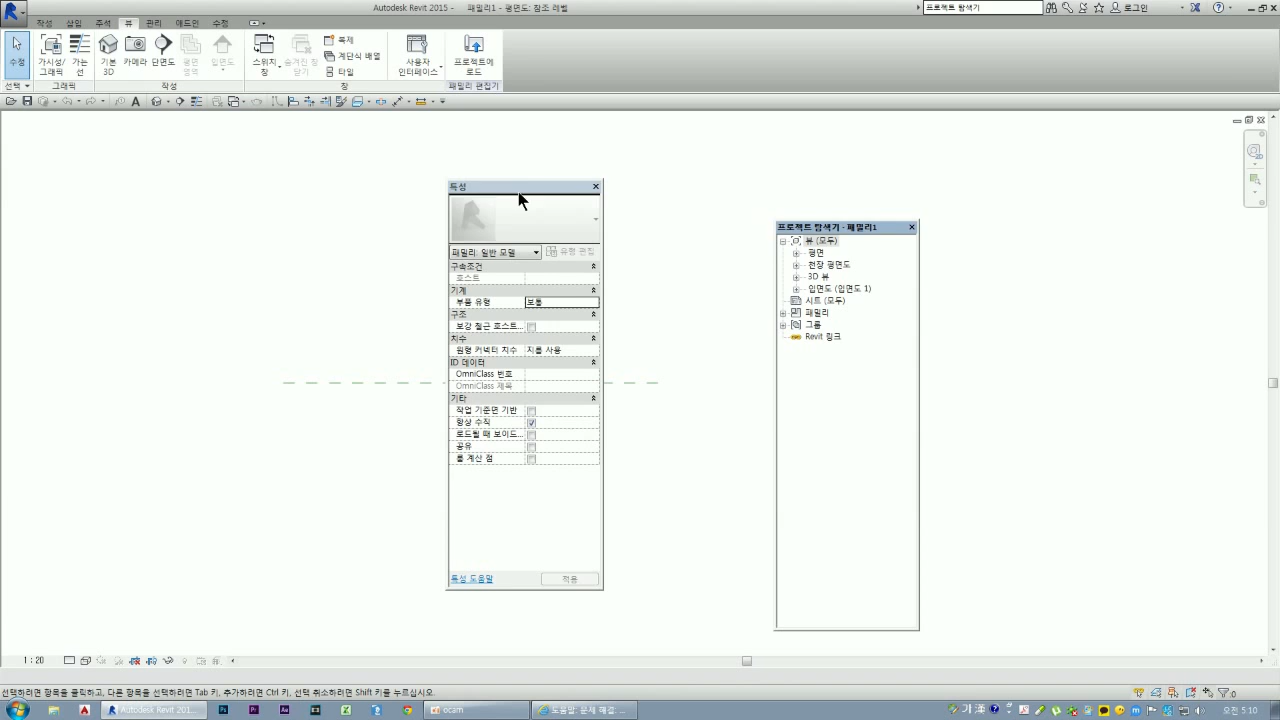 Autodesk Revit 2015 - 패밀리1 - 평면도: 참조 레벨
프로젝트 탐색기
로그인
작성 삽입 주석 뷰 관리 애드인 수정
수정
가시성/
그래픽
가는
선
기본
3D
카메라
단면도
평면
영역
입면도
스위치
창
숨겨진 창
닫기
복제
계단식 배열
타일
사용자
인터페이스
프로젝트에
로드
선택
그래픽
작성
창
패밀리 편집기
특성
패밀리: 일반 모델
유형 편집
구속조건
호스트
기계
부품 유형 보통
구조
보강 철근 호스트...
치수
원형 커넥터 치수 지름 사용
ID 데이터
OmniClass 번호
OmniClass 제목
기타
작업 기준면 기반
항상 수직
로드될 때 보이드...
공유
룸 계산 점
특성 도움말
적용
프로젝트 탐색기 - 패밀리1
뷰 (모두)
평면
천장 평면도
3D 뷰
입면도 (입면도 1)
시트 (모두)
패밀리
그룹
Revit 링크
1 : 20
선택하려면 항목을 클릭하고, 다른 항목을 선택하려면 Tab 키, 추가하려면 Ctrl 키, 선택 취소하려면 Shift 키를 누르십시오.
:0
Autodesk Revit 201...
ocam
도움말: 문제 해결: ...
가 漢
오전 5:10